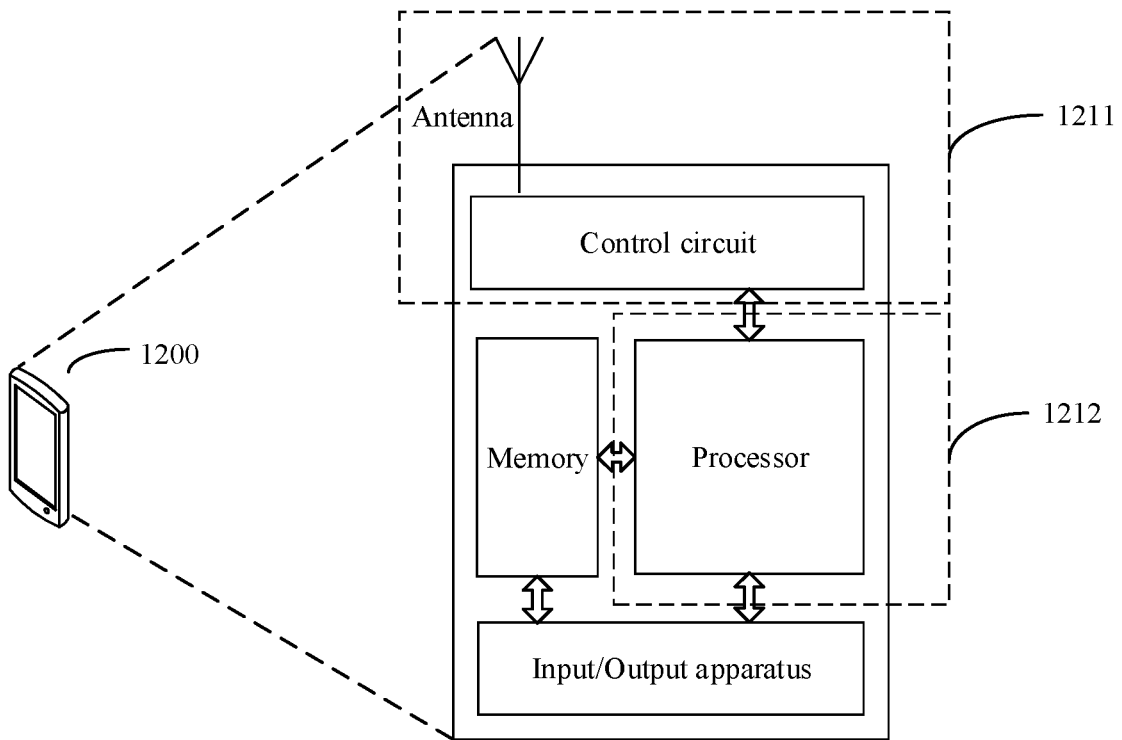 Antenna
1211
Control circuit
1200
1212
Memory
Processor
Input/Output apparatus